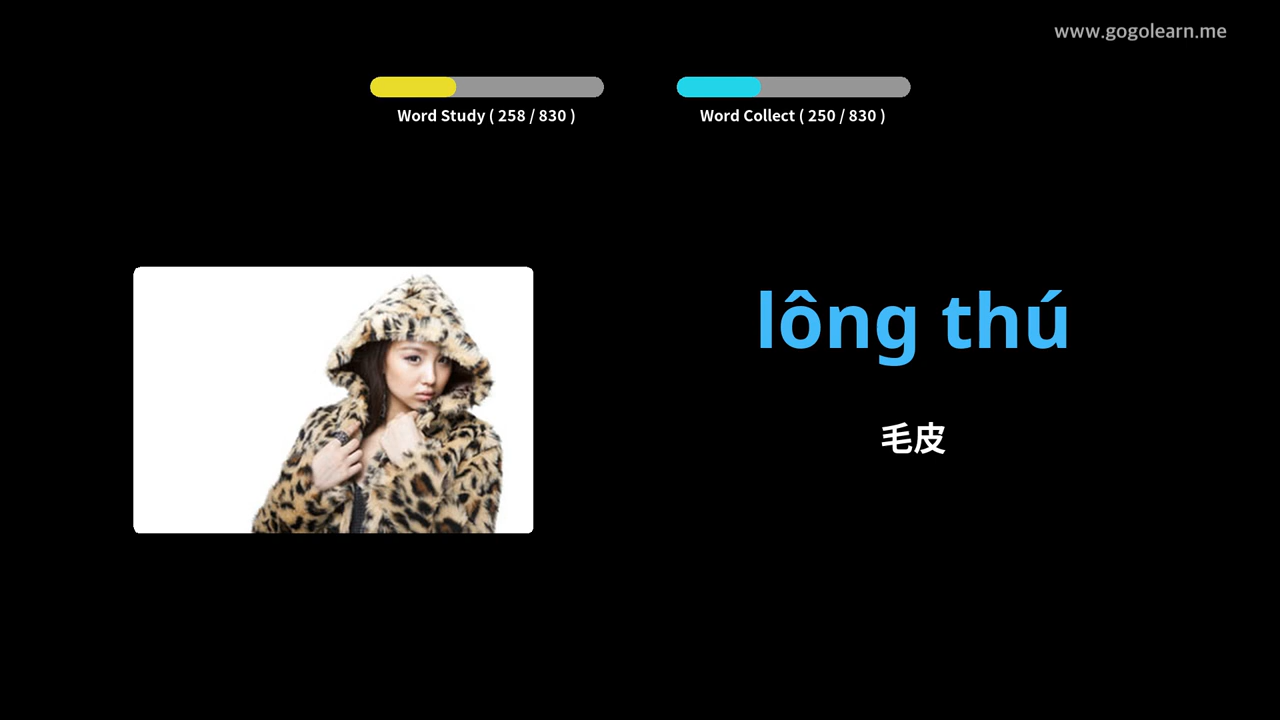 www.gogolearn.me
Word Study ( 258 / 830 )
Word Collect ( 250 / 830 )
lông thú
毛皮